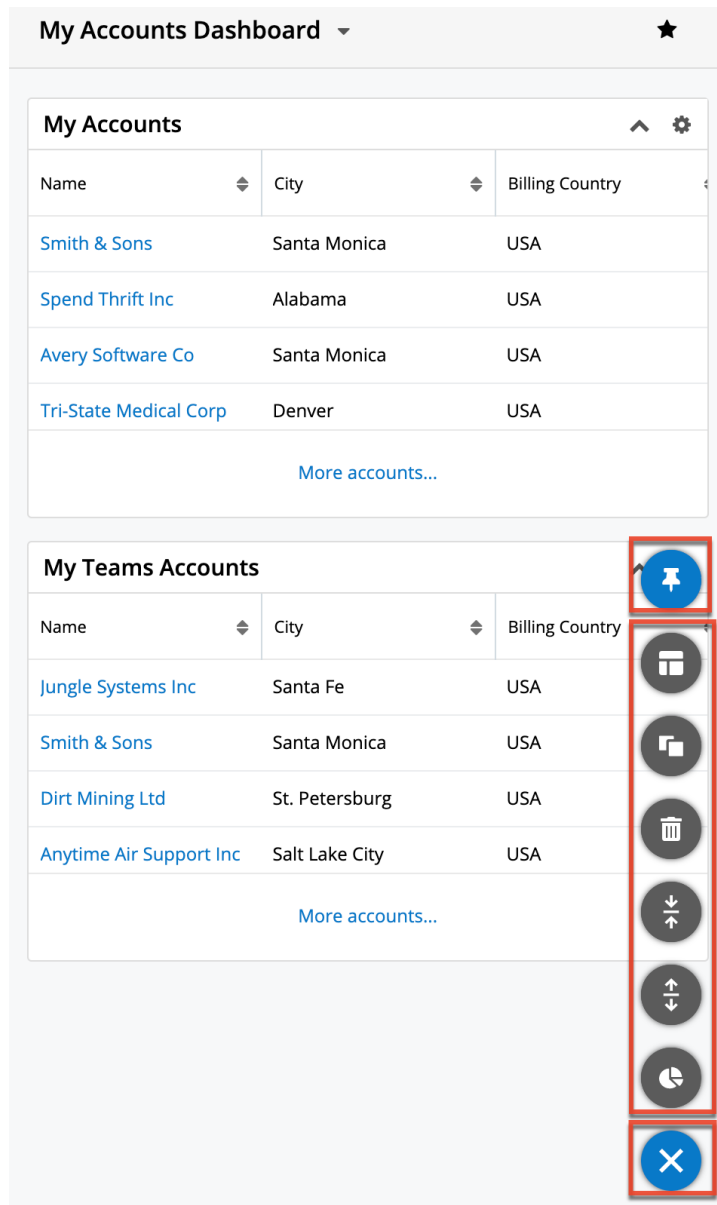 My Accounts Dashboard
My Accounts
Name City Billing Country
Smith & Sons Santa Monica USA
Spend Thrift Inc Alabama USA
Avery Software Co Santa Monica USA
Tri-State Medical Corp Denver USA
More accounts...
My Teams Accounts
Name City Billing Country
Jungle Systems Inc Santa Fe USA
Smith & Sons Santa Monica USA
Dirt Mining Ltd St. Petersburg USA
Anytime Air Support Inc Salt Lake City USA
More accounts...